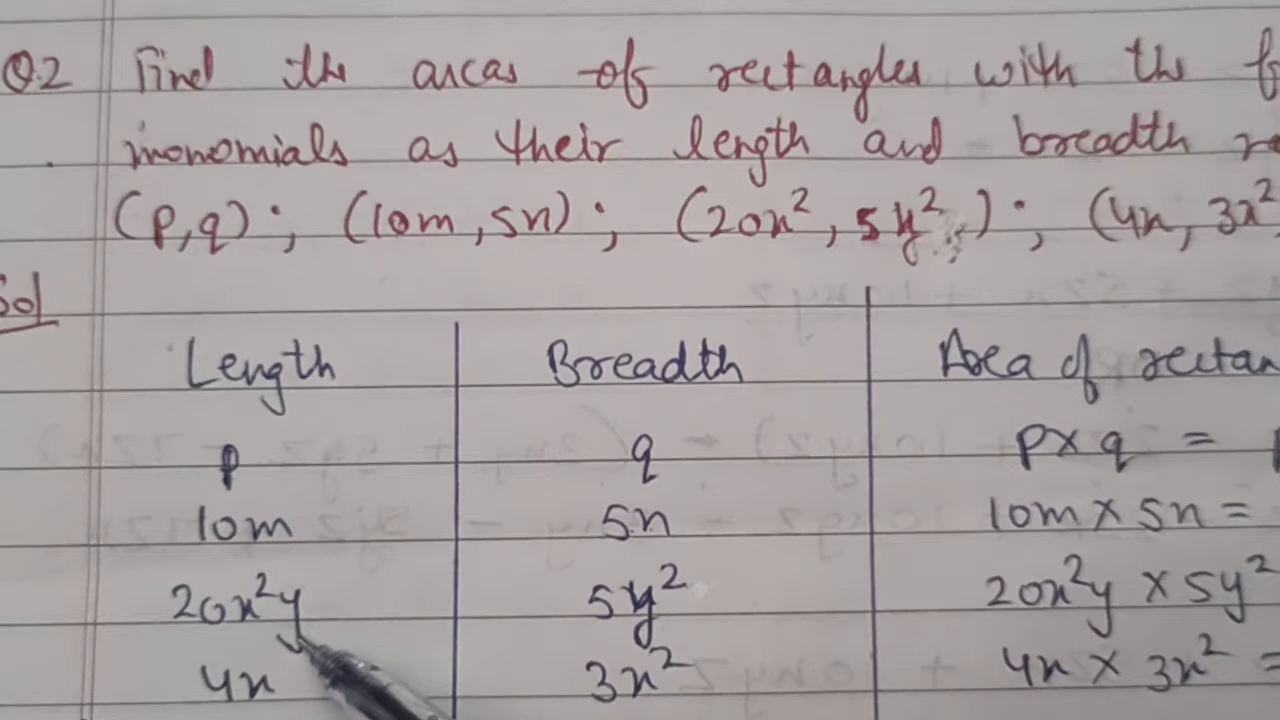 Q.2 Find the areas of rectangles with the
monomials as their length and breadth
(p,q); (10m, 5n); (20x², 5y²); (4x, 3x²
Sol
Length Breadth Area of rectan
p q p×q =
10m 5n 10m × 5n =
20x²y 5y² 20x²y × 5y²
4x 3x² 4x × 3x² =